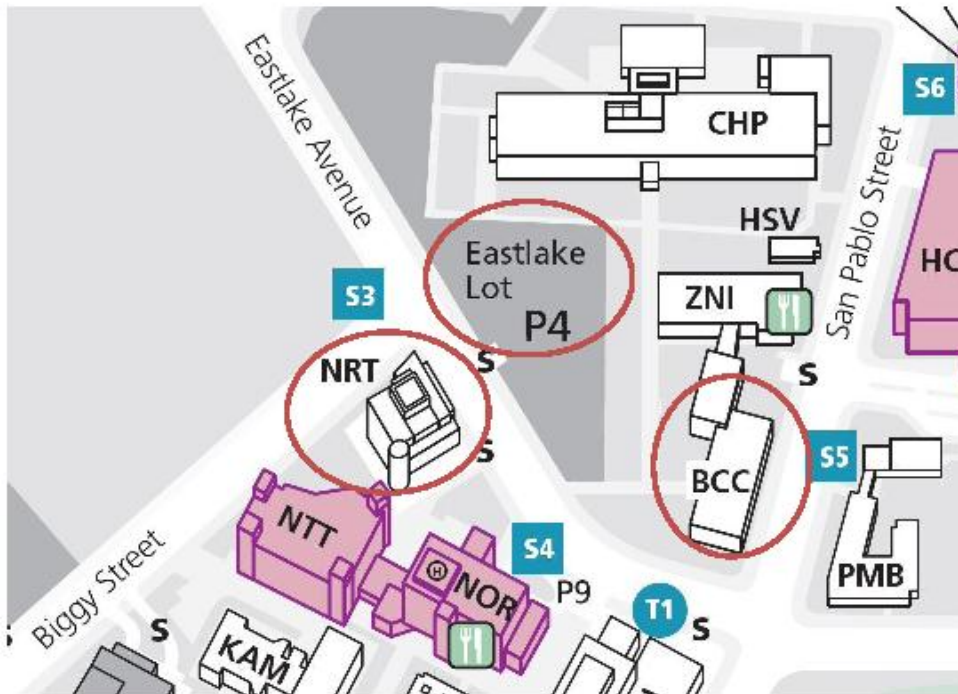 Eastlake Avenue
CHP
S6
San Pablo Street
HSV
HC
Eastlake
Lot
P4
ZNI
S3
NRT
S
S
S
BCC
S5
NTT
S4
PMB
NOR
H
P9
T1
S
Biggy Street
S
S
KAM